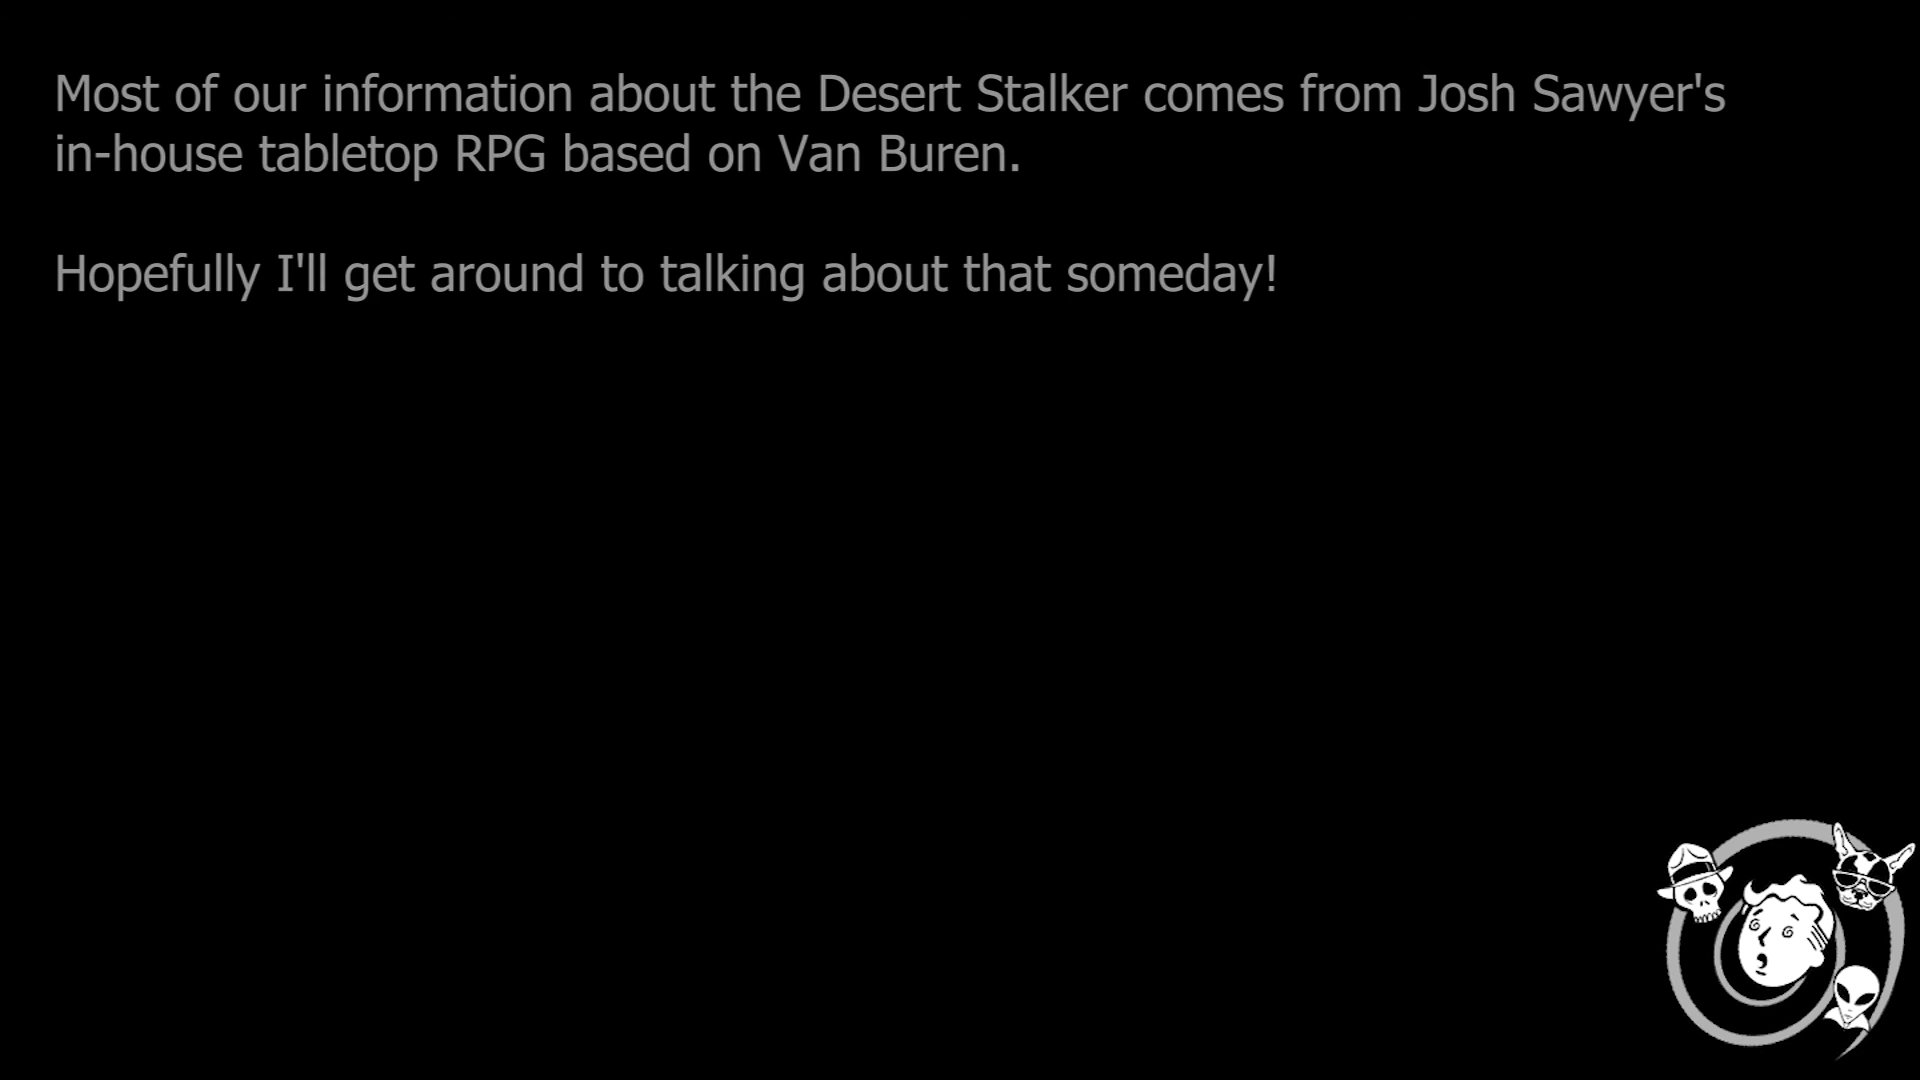 Most of our information about the Desert Stalker comes from Josh Sawyer's
in-house tabletop RPG based on Van Buren.
Hopefully I'll get around to talking about that someday!